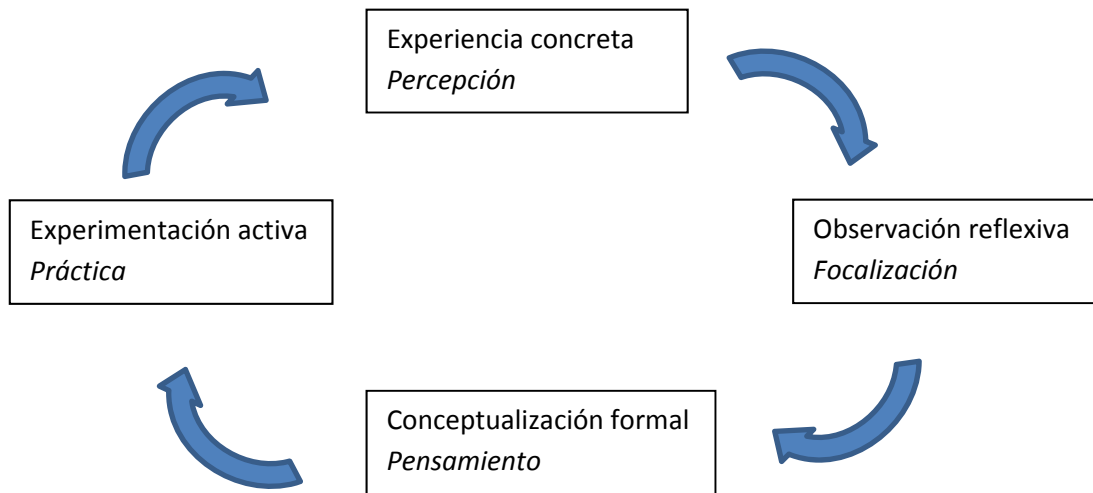 Experiencia concreta
Percepción
Experimentación activa
Práctica
Observación reflexiva
Focalización
Conceptualización formal
Pensamiento